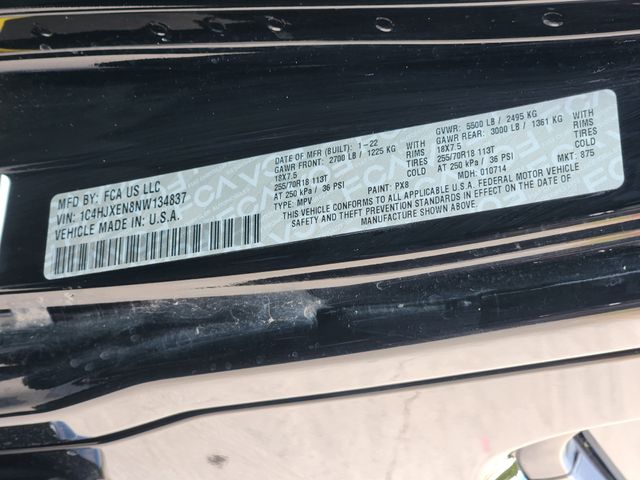 MFD BY: FCA US LLC
VIN: 1C4HJXEN8NW134837
VEHICLE MADE IN: U.S.A.
DATE OF MFR (BUILT): 1-22
GAWR FRONT: 2700 LB / 1225 KG WITH
18X7.5 RIMS
255/70R18 113T TIRES
AT 250 kPa / 36 PSI COLD
TYPE: MPV PAINT: PX8
GVWR: 5500 LB / 2495 KG
GAWR REAR: 3000 LB / 1361 KG WITH
18X7.5 RIMS
255/70R18 113T TIRES
AT 250 kPa / 36 PSI COLD
MDH: 010714 MKT: 875
THIS VEHICLE CONFORMS TO ALL APPLICABLE FEDERAL MOTOR VEHICLE
SAFETY AND THEFT PREVENTION STANDARDS IN EFFECT ON THE
DATE OF MANUFACTURE SHOWN ABOVE.